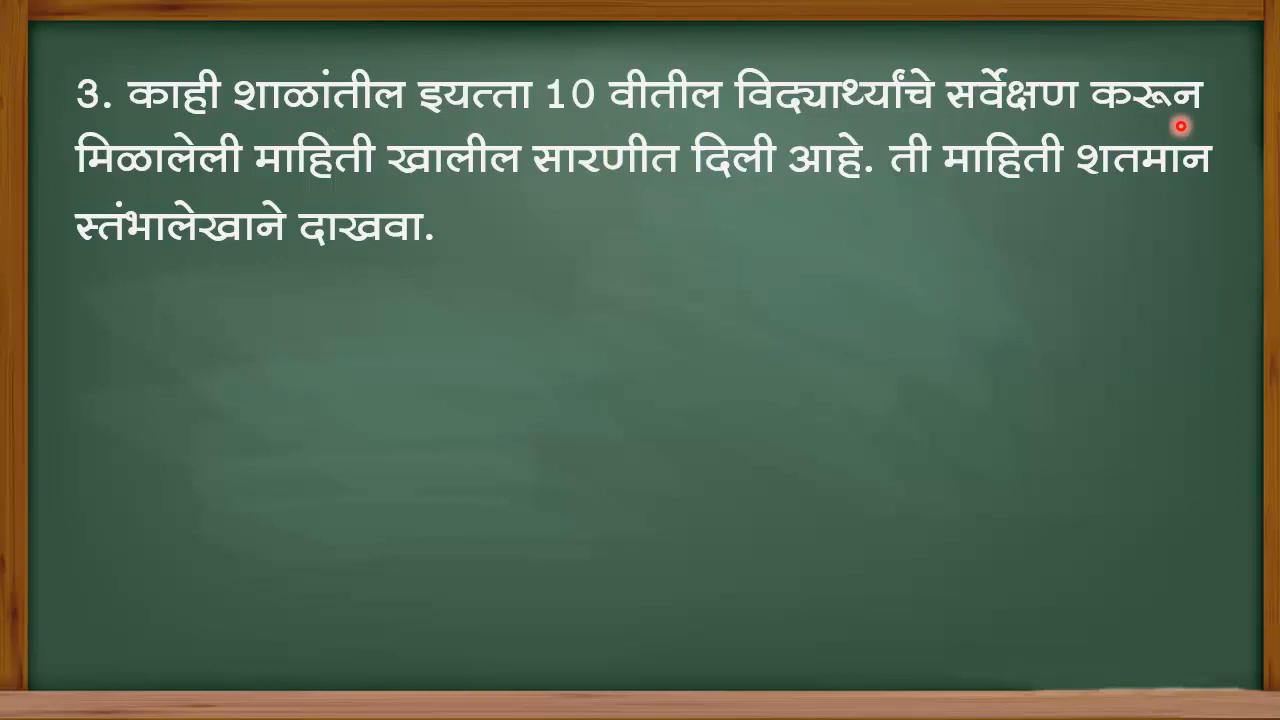 3. काही शाळांतील इयत्ता 10 वीतील विद्यार्थ्यांचे सर्वेक्षण करून
मिळालेली माहिती खालील सारणीत दिली आहे. ती माहिती शतमान
स्तंभालेखाने दाखवा.